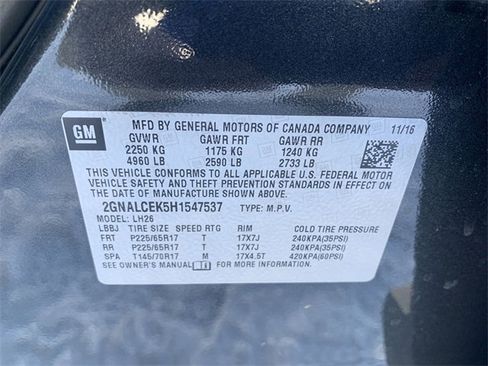 GM
MFD BY GENERAL MOTORS OF CANADA COMPANY 11/16
GVWR GAWR FRT GAWR RR
2250 KG 1175 KG 1240 KG
4960 LB 2590 LB 2733 LB
THIS VEHICLE CONFORMS TO ALL APPLICABLE U.S. FEDERAL MOTOR
VEHICLE SAFETY, BUMPER, AND THEFT PREVENTION STANDARDS IN EFFECT
ON THE DATE OF MANUFACTURE SHOWN ABOVE.
2GNALCEK5H1547537 TYPE: M.P.V.
MODEL: LH26
LBBJ TIRE SIZE SPEED RTG RIM COLD TIRE PRESSURE
FRT P225/65R17 T 17X7J 240KPA(35PSI)
RR P225/65R17 T 17X7J 240KPA(35PSI)
SPA T145/70R17 M 17X4.5T 420KPA(60PSI)
SEE OWNER'S MANUAL FOR MORE INFORMATION.